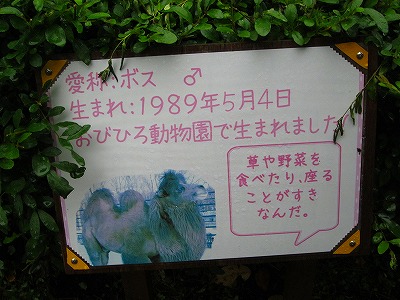 愛称:ボス ♂
生まれ:1989年5月4日
おびひろ動物園で生まれました
草や野菜を
食べたり、座る
ことがすき
なんだ。